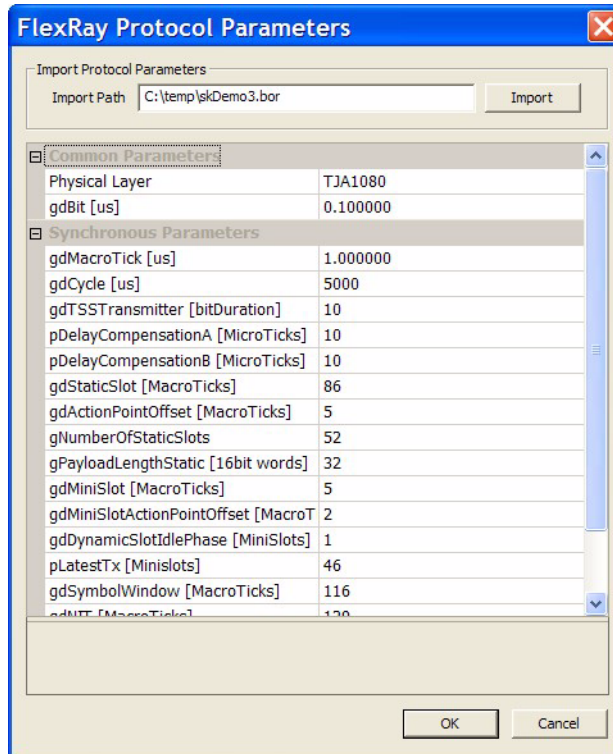 FlexRay Protocol Parameters
Import Protocol Parameters
Import Path C:\temp\skDemo3.bor Import
Common Parameters
Physical Layer TJA1080
gdBit [us] 0.100000
Synchronous Parameters
gdMacroTick [us] 1.000000
gdCycle [us] 5000
gdTSSTransmitter [bitDuration] 10
pDelayCompensationA [MicroTicks] 10
pDelayCompensationB [MicroTicks] 10
gdStaticSlot [MacroTicks] 86
gdActionPointOffset [MacroTicks] 5
gNumberOfStaticSlots 52
gPayloadLengthStatic [16bit words] 32
gdMiniSlot [MacroTicks] 5
gdMiniSlotActionPointOffset [MacroT 2
gdDynamicSlotIdlePhase [MiniSlots] 1
pLatestTx [Minislots] 46
gdSymbolWindow [MacroTicks] 116
gdNIT [MacroTicks]
OK Cancel